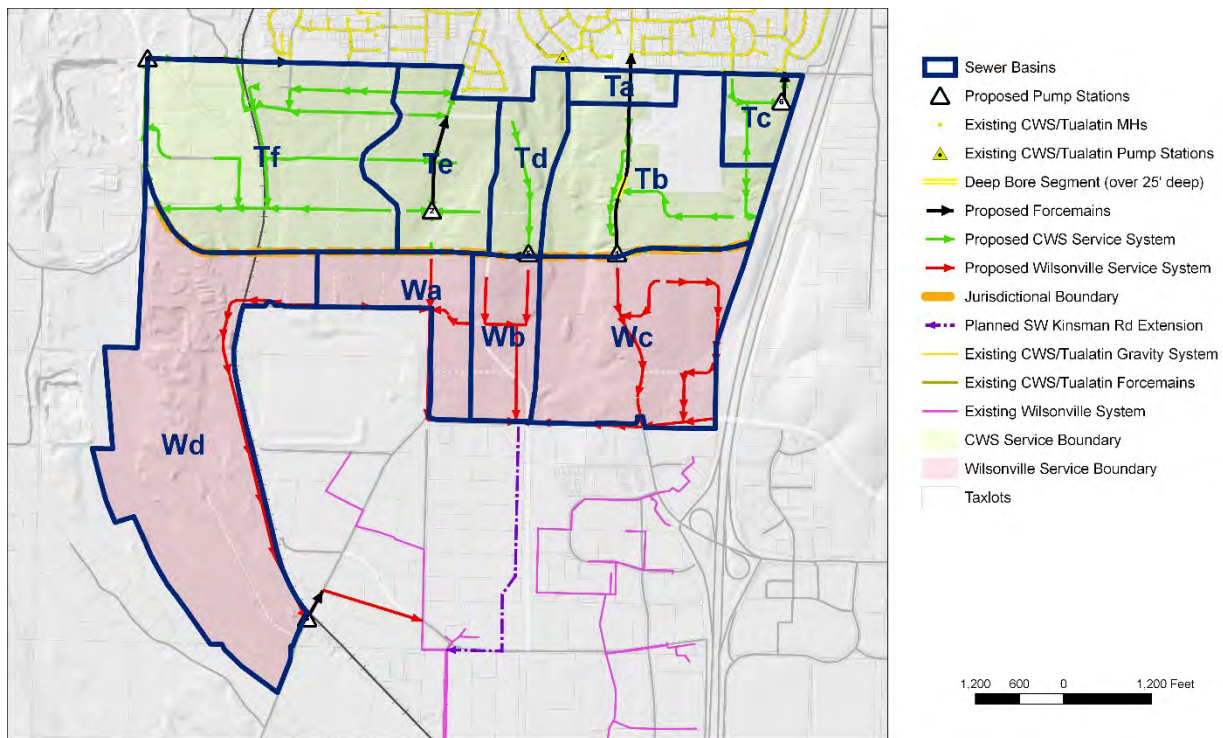 Ta
Tc
6
Tf
Te
Td
Tb
2
Wa
Wb
Wc
Wd
Sewer Basins
Proposed Pump Stations
Existing CWS/Tualatin MHs
Existing CWS/Tualatin Pump Stations
Deep Bore Segment (over 25' deep)
Proposed Forcemains
Proposed CWS Service System
Proposed Wilsonville Service System
Jurisdictional Boundary
Planned SW Kinsman Rd Extension
Existing CWS/Tualatin Gravity System
Existing CWS/Tualatin Forcemains
Existing Wilsonville System
CWS Service Boundary
Wilsonville Service Boundary
Taxlots
1,200 600 0 1,200 Feet